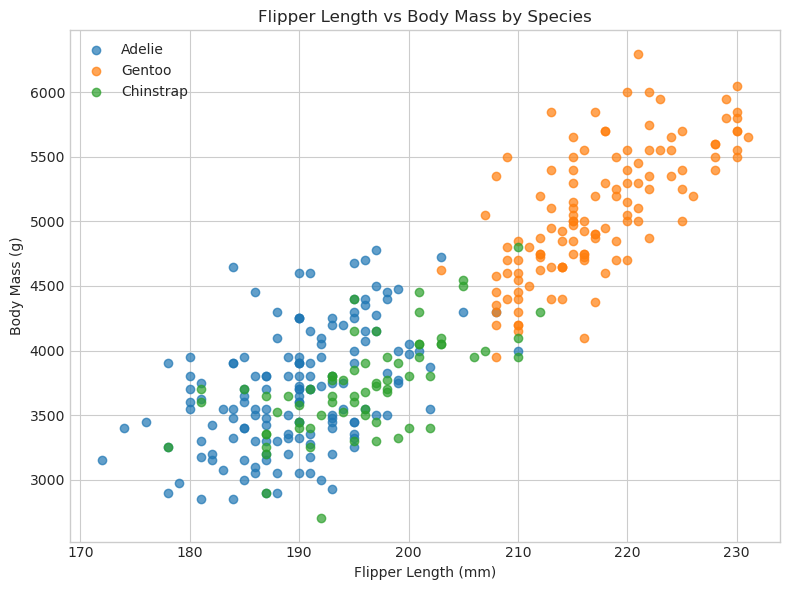 Flipper Length vs Body Mass by Species
Adelie
Gentoo
Chinstrap
Body Mass (g)
6000
5500
5000
4500
4000
3500
3000
170 180 190 200 210 220 230
Flipper Length (mm)